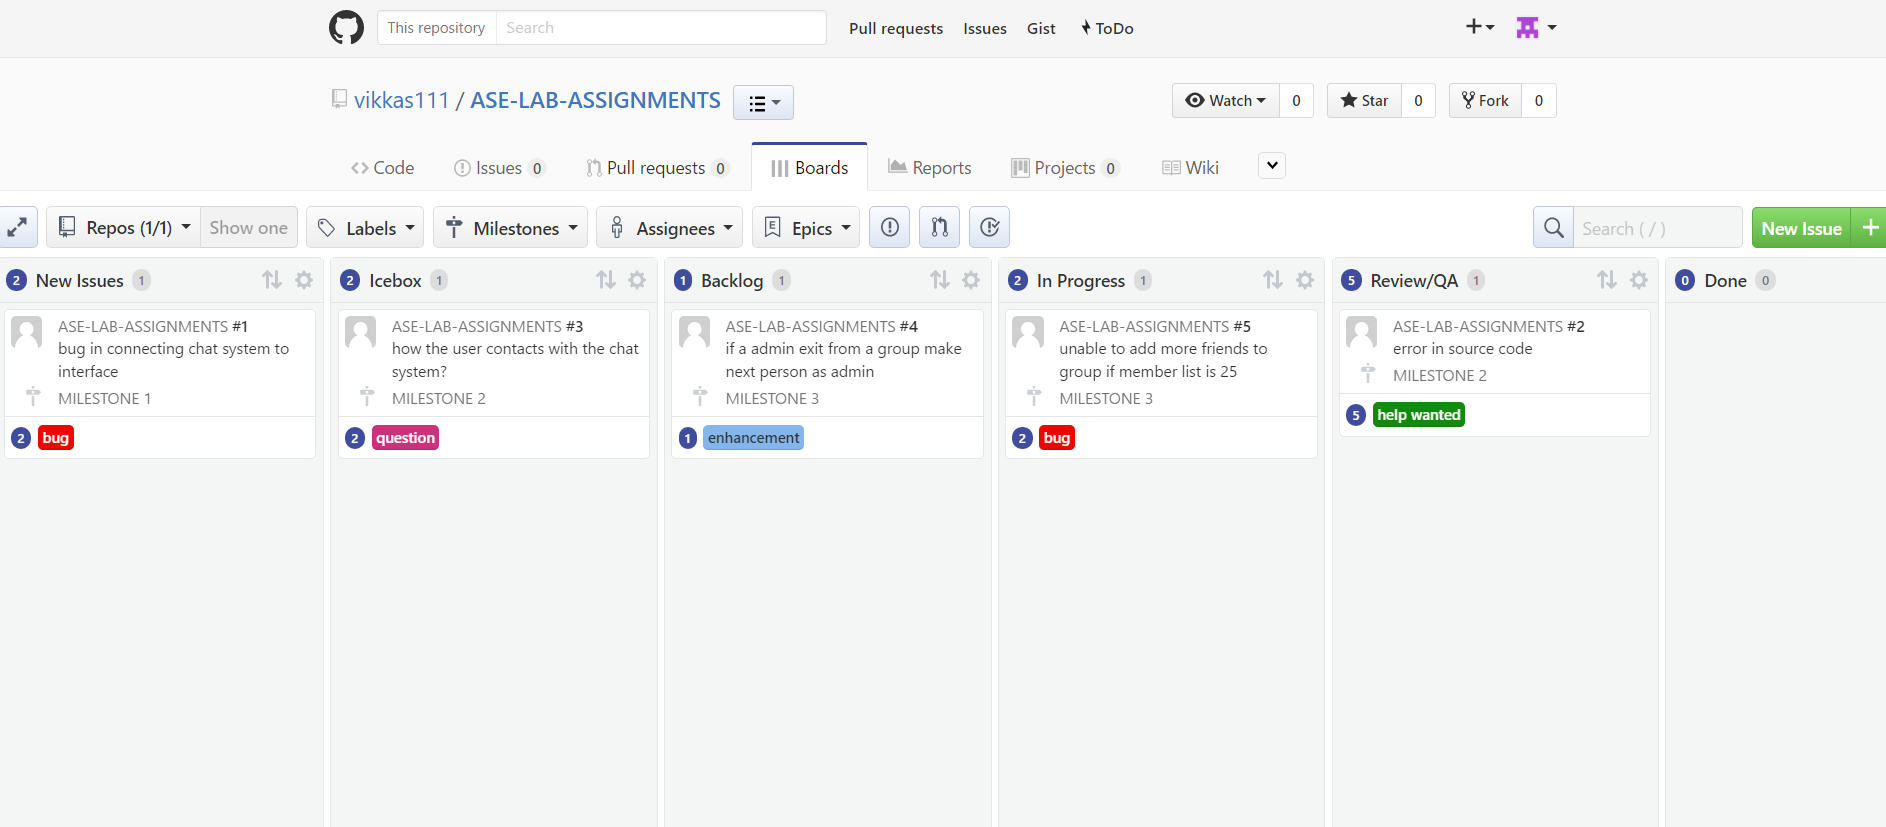 This repository Search Pull requests Issues Gist ToDo
vikkas111 / ASE-LAB-ASSIGNMENTS Watch 0 Star 0 Fork 0
Code Issues 0 Pull requests 0 Boards Reports Projects 0 Wiki
Repos (1/1) Show one Labels Milestones Assignees E Epics Search ( / ) New Issue
2 New Issues 1
ASE-LAB-ASSIGNMENTS #1
bug in connecting chat system to
interface
MILESTONE 1
2 bug
2 Icebox 1
ASE-LAB-ASSIGNMENTS #3
how the user contacts with the chat
system?
MILESTONE 2
2 question
1 Backlog 1
ASE-LAB-ASSIGNMENTS #4
if a admin exit from a group make
next person as admin
MILESTONE 3
1 enhancement
2 In Progress 1
ASE-LAB-ASSIGNMENTS #5
unable to add more friends to
group if member list is 25
MILESTONE 3
2 bug
5 Review/QA 1
ASE-LAB-ASSIGNMENTS #2
error in source code
MILESTONE 2
5 help wanted
0 Done 0